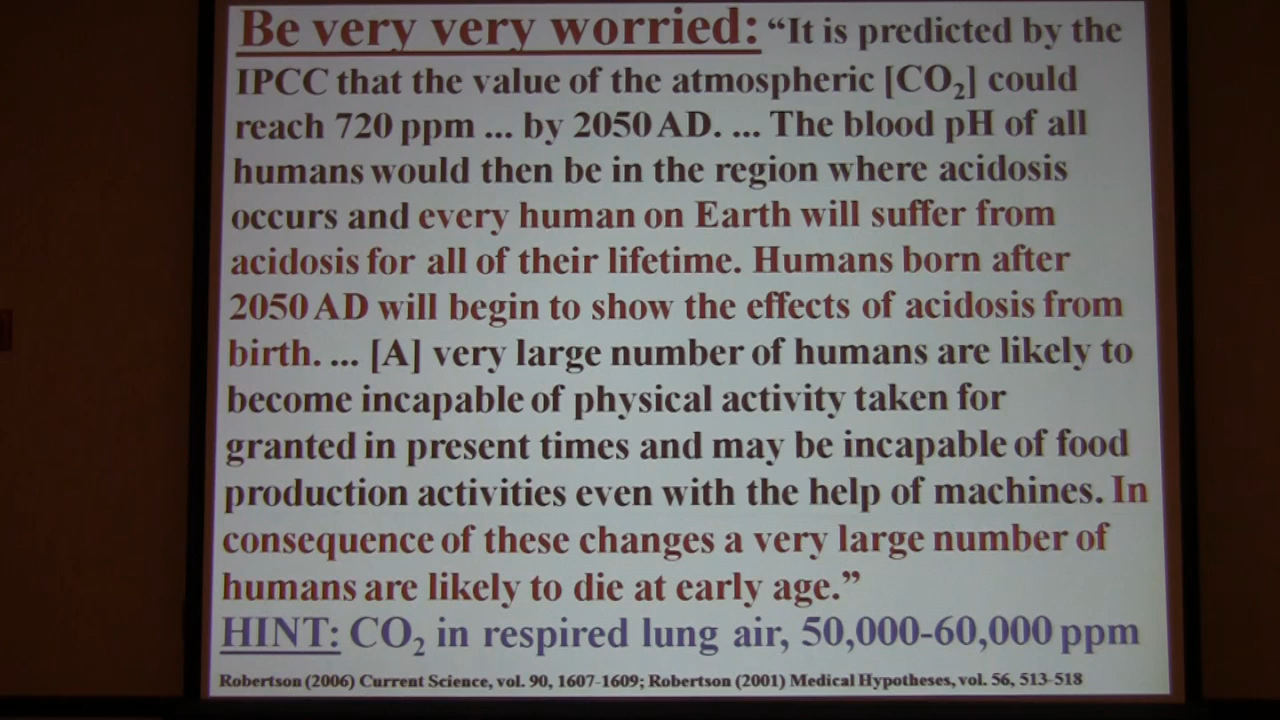 Be very very worried: “It is predicted by the
IPCC that the value of the atmospheric [CO₂] could
reach 720 ppm ... by 2050 AD. ... The blood pH of all
humans would then be in the region where acidosis
occurs and every human on Earth will suffer from
acidosis for all of their lifetime. Humans born after
2050 AD will begin to show the effects of acidosis from
birth. ... [A] very large number of humans are likely to
become incapable of physical activity taken for
granted in present times and may be incapable of food
production activities even with the help of machines. In
consequence of these changes a very large number of
humans are likely to die at early age.”
HINT: CO₂ in respired lung air, 50,000-60,000 ppm
Robertson (2006) Current Science, vol. 90, 1607-1609; Robertson (2001) Medical Hypotheses, vol. 56, 513-518